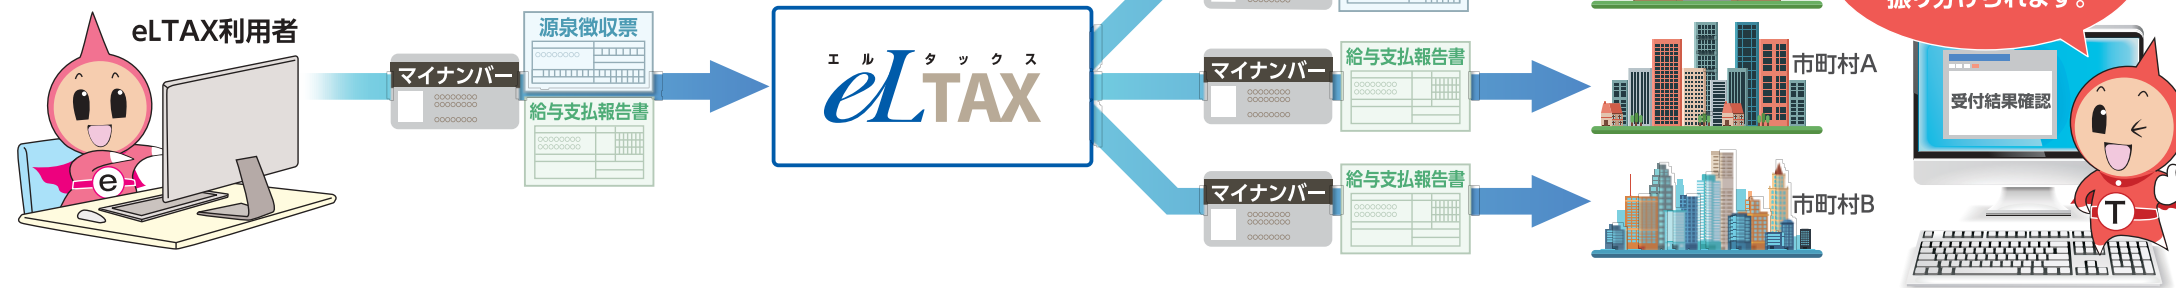 振り分けられます。
eLTAX利用者
源泉徴収票
マイナンバー
給与支払報告書
エルタックス
eLTAX
マイナンバー
給与支払報告書
市町村A
マイナンバー
給与支払報告書
市町村B
受付結果確認
e
T